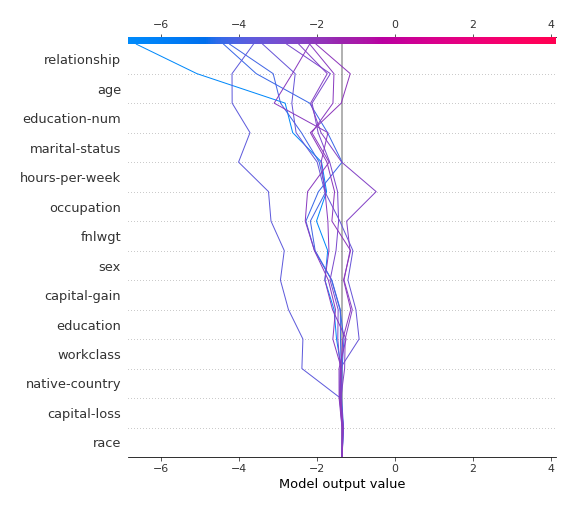 −6 −4 −2 0 2 4
relationship
age
education-num
marital-status
hours-per-week
occupation
fnlwgt
sex
capital-gain
education
workclass
native-country
capital-loss
race
−6 −4 −2 0 2 4
Model output value